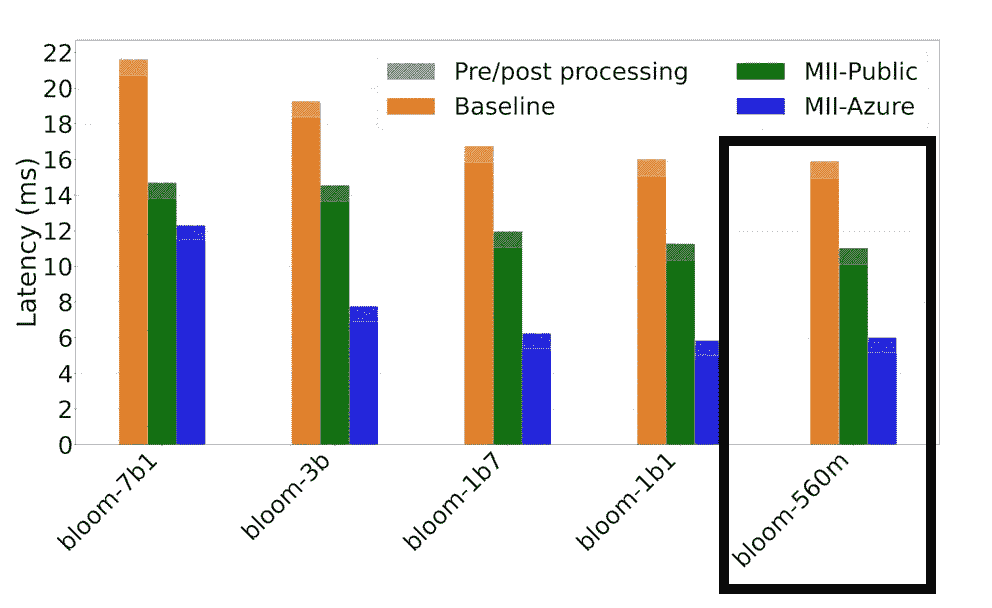 Latency (ms)
22
20
18
16
14
12
10
8
6
4
2
0
Pre/post processing
Baseline
MII-Public
MII-Azure
bloom-7b1
bloom-3b
bloom-1b7
bloom-1b1
bloom-560m